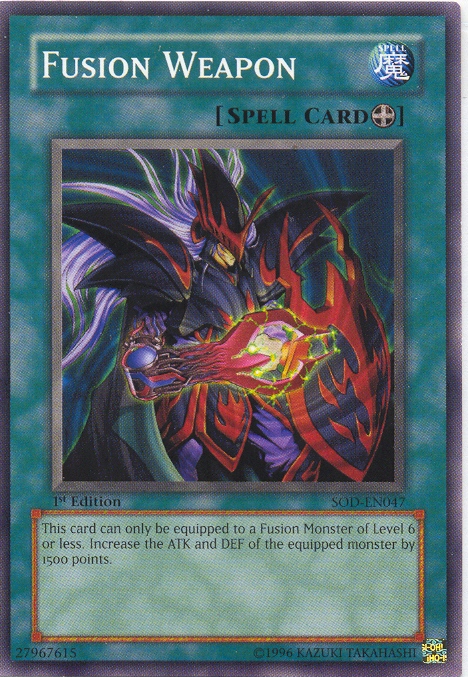 FUSION WEAPON
SPELL
魔
[SPELL CARD]
1ST Edition
SOD-EN047
This card can only be equipped to a Fusion Monster of Level 6
or less. Increase the ATK and DEF of the equipped monster by
1500 points.
27967615
©1996 KAZUKI TAKAHASHI